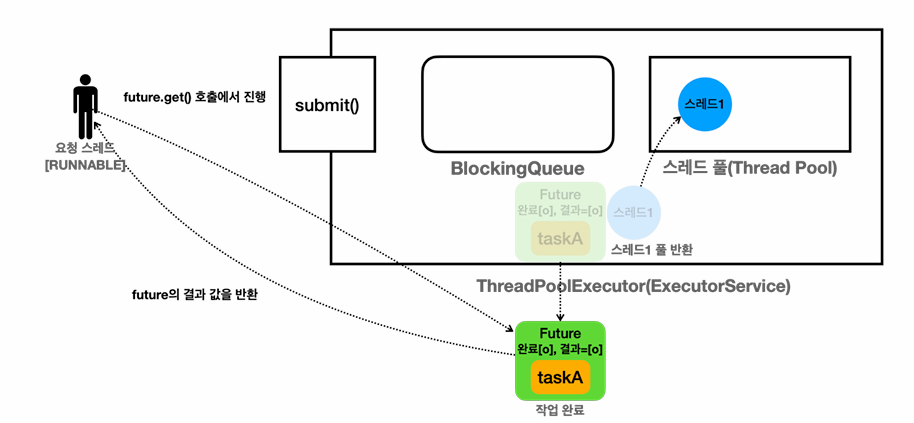 future.get() 호출에서 진행
submit()
스레드1
요청 스레드
[RUNNABLE]
BlockingQueue
스레드 풀(Thread Pool)
Future
완료[o], 결과=[o]
taskA
스레드1
스레드1 풀 반환
ThreadPoolExecutor(ExecutorService)
future의 결과 값을 반환
Future
완료[o], 결과=[o]
taskA
작업 완료